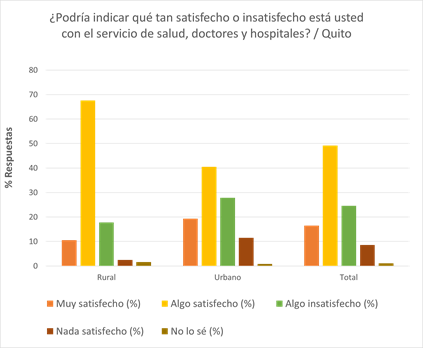 ¿Podría indicar qué tan satisfecho o insatisfecho está usted
con el servicio de salud, doctores y hospitales? / Quito
80
70
60
50
40
30
20
10
0
% Respuestas
Rural Urbano Total
Muy satisfecho (%) Algo satisfecho (%) Algo insatisfecho (%)
Nada satisfecho (%) No lo sé (%)